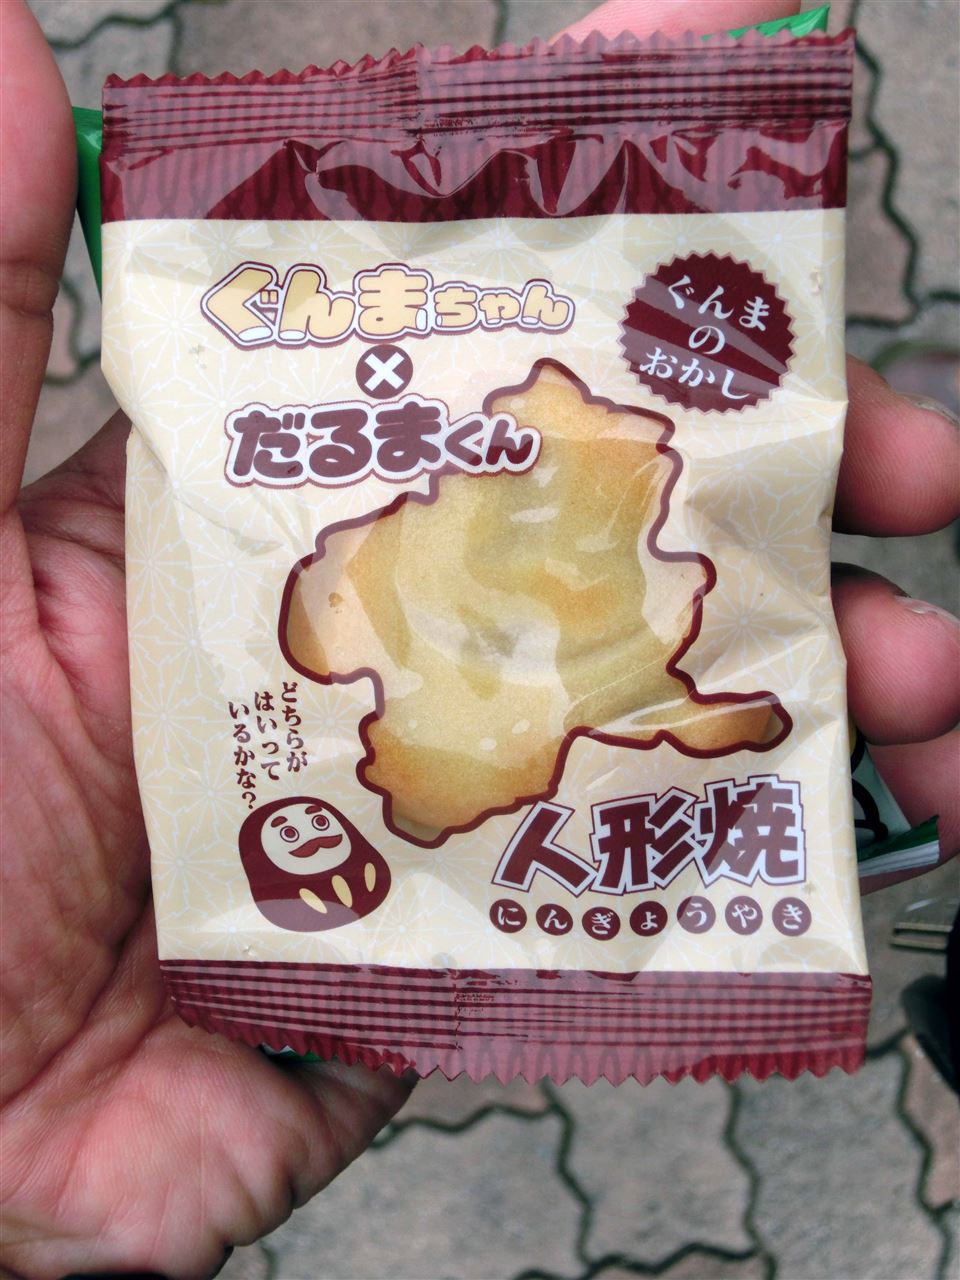 ぐんまちゃん
×
だるまくん
ぐんま
の
おかし
どちらが
はいって
いるかな?
人形焼
にんぎょうやき